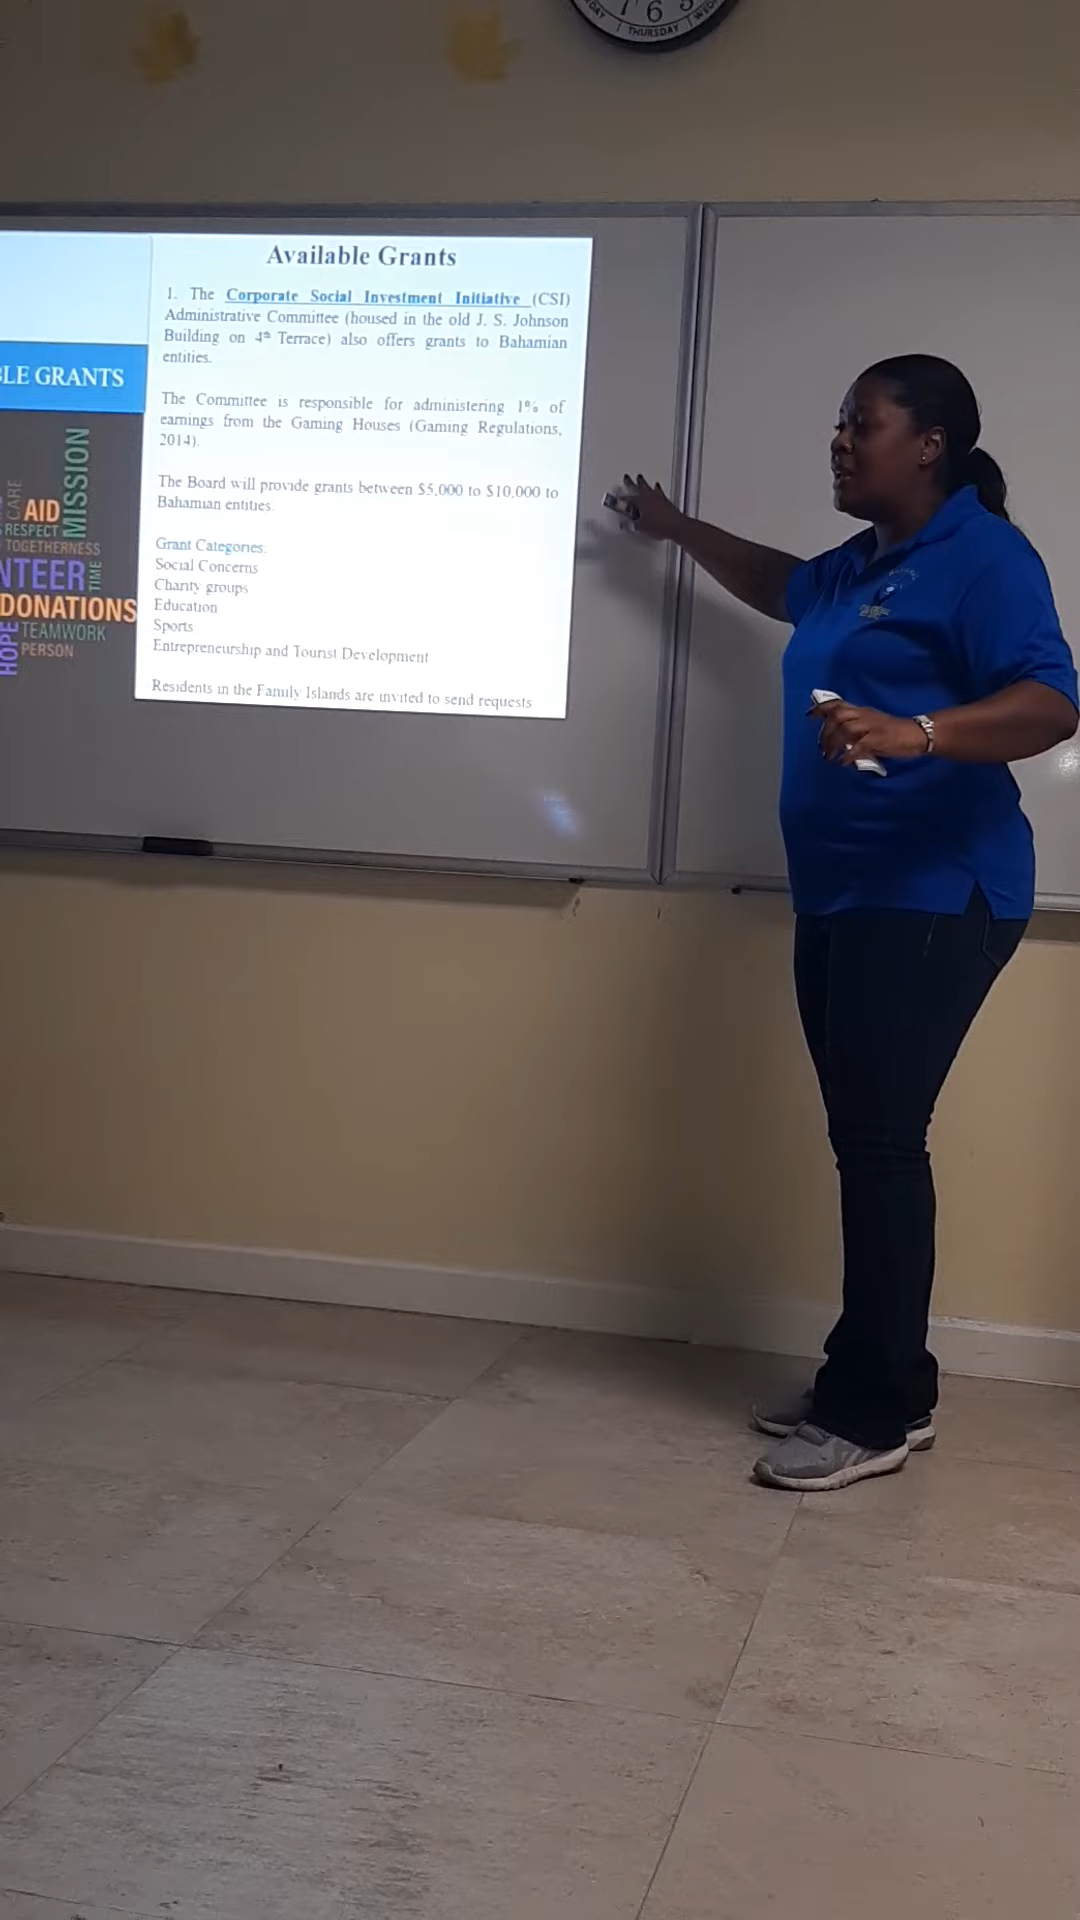 7 6 5
THURSDAY
Available Grants
1. The Corporate Social Investment Initiative (CSI)
Administrative Committee (housed in the old J. S. Johnson
Building on 4th Terrace) also offers grants to Bahamian
entities.
The Committee is responsible for administering 1% of
earnings from the Gaming Houses (Gaming Regulations,
2014).
The Board will provide grants between $5,000 to $10,000 to
Bahamian entities.
Grant Categories:
Social Concerns
Charity groups
Education
Sports
Entrepreneurship and Tourist Development
Residents in the Family Islands are invited to send requests
LE GRANTS
MISSION
CARE
AID
RESPECT
TOGETHERNESS
NTEER
TIME
DONATIONS
HOPE
TEAMWORK
PERSON